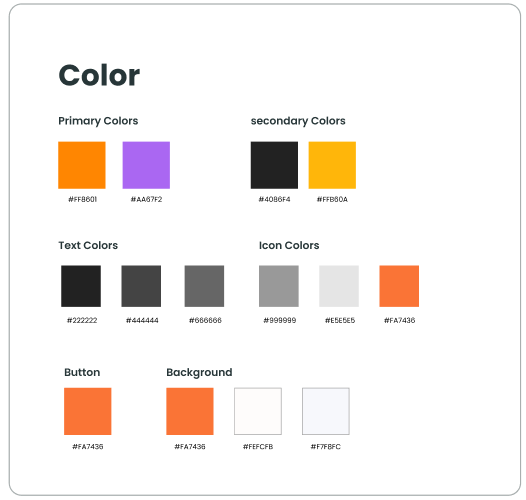 Color
Primary Colors
secondary Colors
#FF8601
#AA67F2
#4086F4
#FFB60A
Text Colors
Icon Colors
#222222
#444444
#666666
#999999
#E5E5E5
#FA7436
Button
Background
#FA7436
#FA7436
#FEFCFB
#F7F8FC